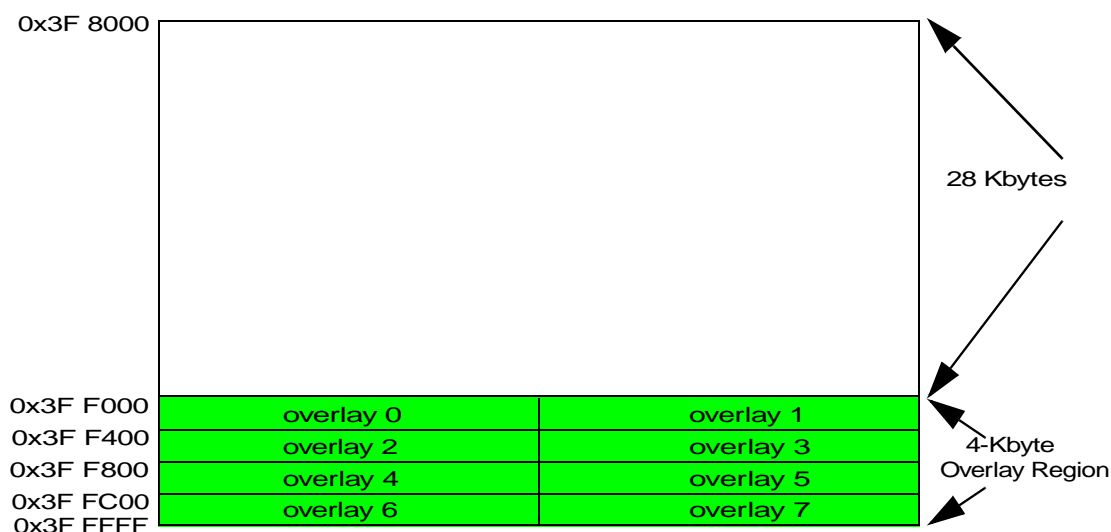 0x3F 8000
28 Kbytes
0x3F F000
overlay 0
overlay 1
0x3F F400
overlay 2
overlay 3
4-Kbyte
Overlay Region
0x3F F800
overlay 4
overlay 5
0x3F FC00
overlay 6
overlay 7
0x3F FFFF